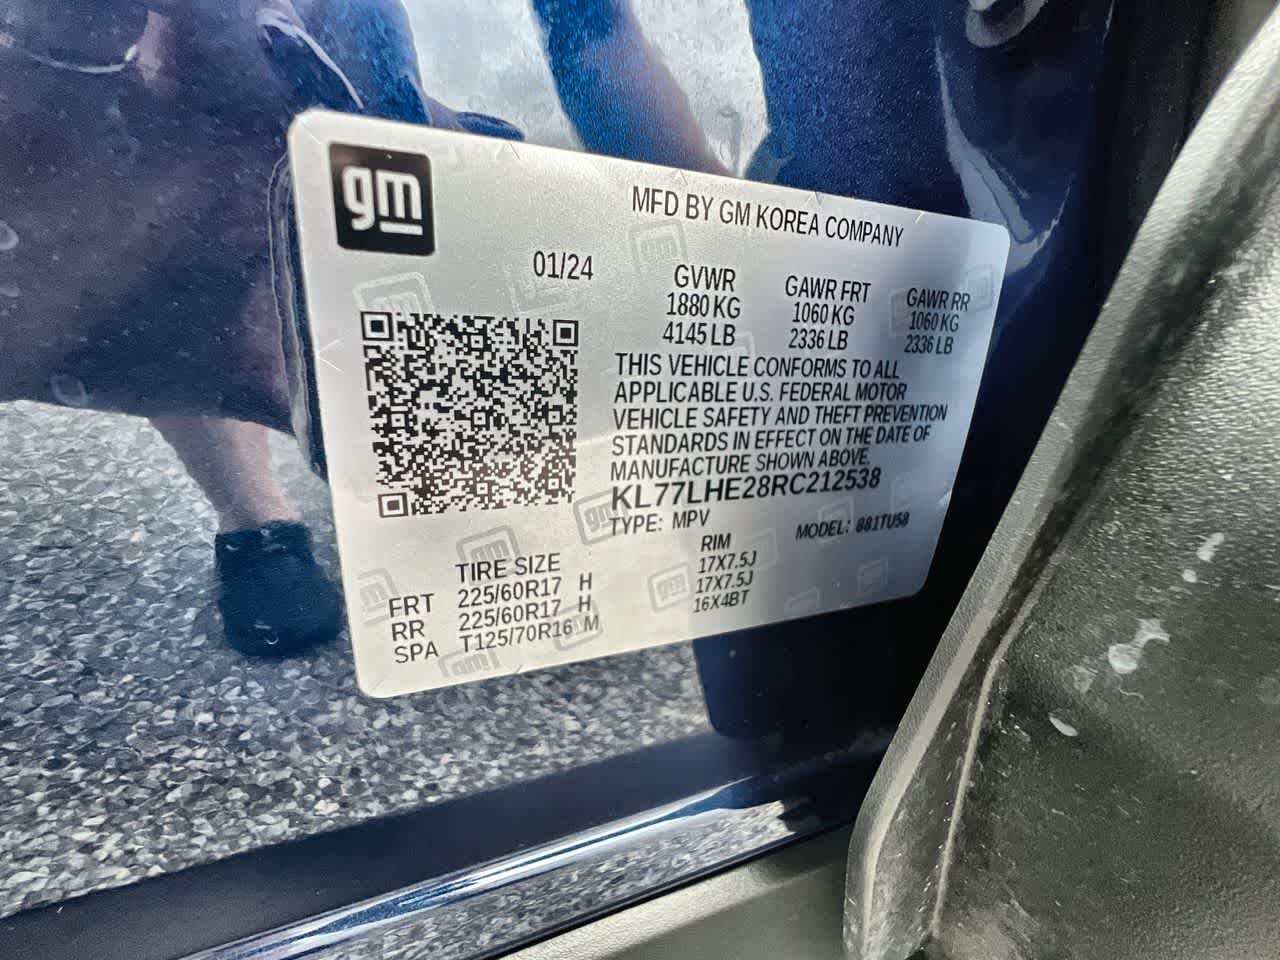 gm
MFD BY GM KOREA COMPANY
01/24
GVWR
1880 KG
4145 LB
GAWR FRT
1060 KG
2336 LB
GAWR RR
1060 KG
2336 LB
THIS VEHICLE CONFORMS TO ALL
APPLICABLE U.S. FEDERAL MOTOR
VEHICLE SAFETY AND THEFT PREVENTION
STANDARDS IN EFFECT ON THE DATE OF
MANUFACTURE SHOWN ABOVE.
KL77LHE28RC212538
TYPE: MPV MODEL: 881TU58
TIRE SIZE RIM
FRT 225/60R17 H 17X7.5J
RR 225/60R17 H 17X7.5J
SPA T125/70R16 M 16X4BT